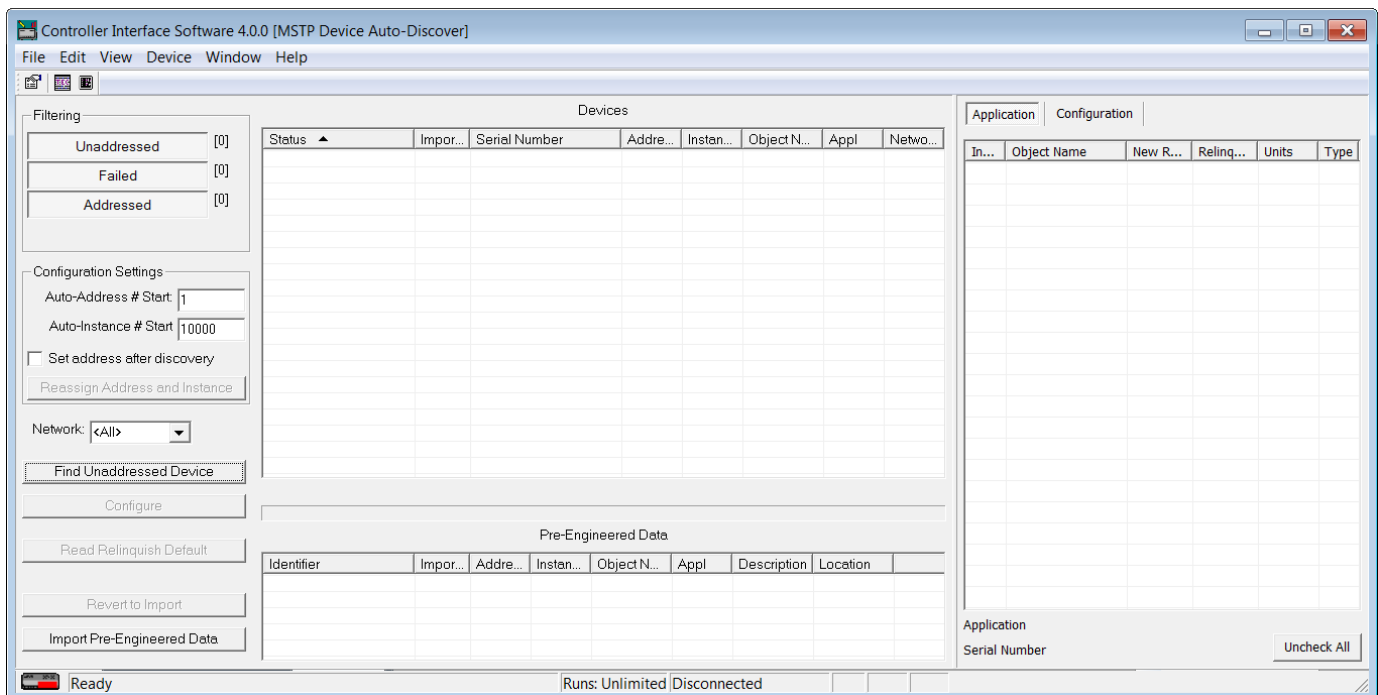 Controller Interface Software 4.0.0 [MSTP Device Auto-Discover]
File Edit View Device Window Help
Filtering
Unaddressed [0]
Failed [0]
Addressed [0]
Configuration Settings
Auto-Address # Start: 1
Auto-Instance # Start 10000
Set address after discovery
Reassign Address and Instance
Network: <All>
Find Unaddressed Device
Configure
Read Relinquish Default
Revert to Import
Import Pre-Engineered Data
Devices
Status Impor... Serial Number Addre... Instan... Object N... Appl Netwo...
Pre-Engineered Data
Identifier Impor... Addre... Instan... Object N... Appl Description Location
Application Configuration
In... Object Name New R... Relinq... Units Type
Application
Serial Number
Uncheck All
Ready Runs: Unlimited Disconnected